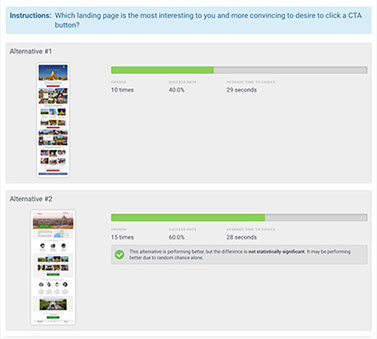 Instructions: Which landing page is the most interesting to you and more convincing to desire to click a CTA
button?
Alternative #1
CHOSEN SUCCESS RATE AVERAGE TIME TO CHOOSE
10 times 40.0% 29 seconds
Alternative #2
CHOSEN SUCCESS RATE AVERAGE TIME TO CHOOSE
15 times 60.0% 28 seconds
This alternative is performing better, but the difference is not statistically significant. It may be performing
better due to random chance alone.